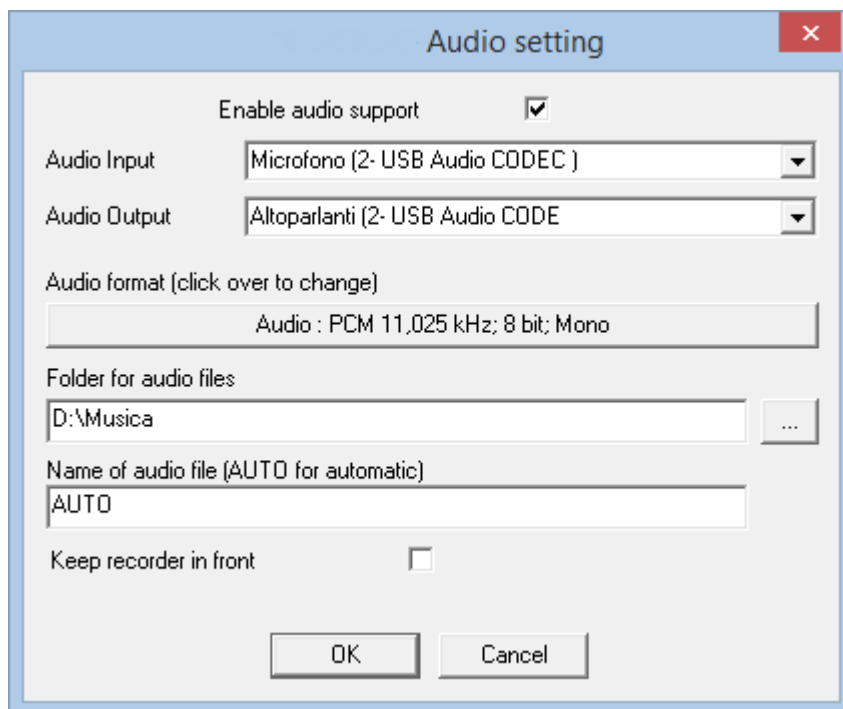 Audio setting
Enable audio support
Audio Input
Microfono (2- USB Audio CODEC )
Audio Output
Altoparlanti (2- USB Audio CODE
Audio format (click over to change)
Audio : PCM 11,025 kHz; 8 bit; Mono
Folder for audio files
D:\Musica
...
Name of audio file (AUTO for automatic)
AUTO
Keep recorder in front
OK
Cancel